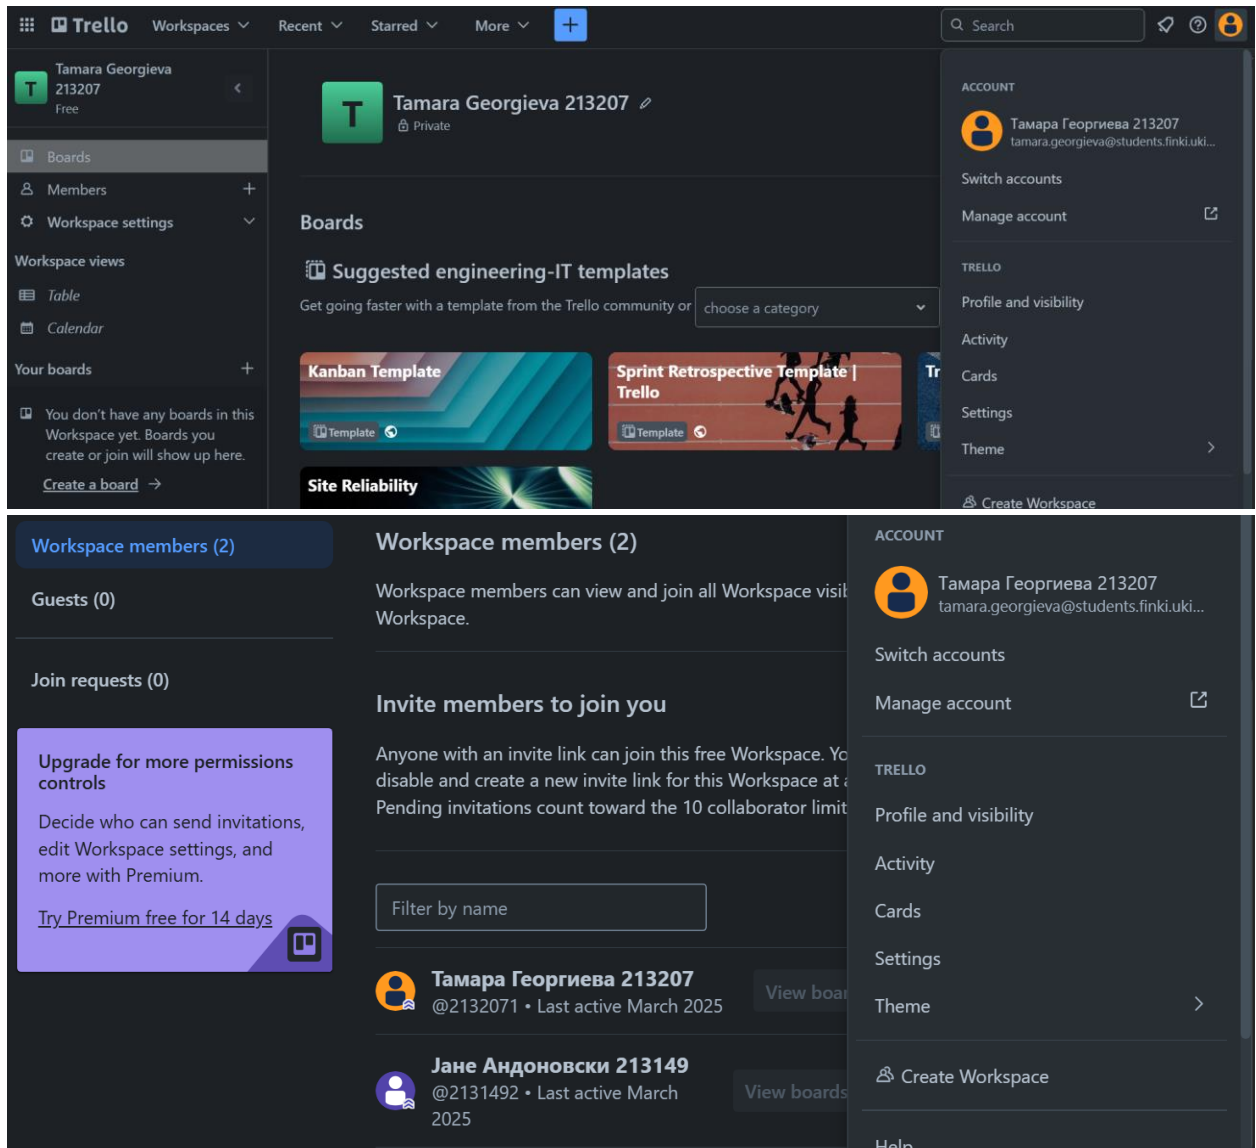 Trello Workspaces Recent Starred More + Search
Tamara Georgieva
213207
Free
T
Boards
Members
Workspace settings
Workspace views
Table
Calendar
Your boards
You don't have any boards in this
Workspace yet. Boards you
create or join will show up here.
Create a board →
T
Tamara Georgieva 213207
Private
Boards
Suggested engineering-IT templates
Get going faster with a template from the Trello community or choose a category
Kanban Template
Template
Sprint Retrospective Template |
Trello
Template
Tr
Site Reliability
ACCOUNT
Тамара Георгиева 213207
tamara.georgieva@students.finki.uki...
Switch accounts
Manage account
TRELLO
Profile and visibility
Activity
Cards
Settings
Theme
Create Workspace
Workspace members (2)
Guests (0)
Join requests (0)
Upgrade for more permissions
controls
Decide who can send invitations,
edit Workspace settings, and
more with Premium.
Try Premium free for 14 days
Workspace members (2)
Workspace members can view and join all Workspace visib
Workspace.
Invite members to join you
Anyone with an invite link can join this free Workspace. Yo
disable and create a new invite link for this Workspace at a
Pending invitations count toward the 10 collaborator limit
Filter by name
Тамара Георгиева 213207
@2132071 • Last active March 2025
View boar
Јане Андоновски 213149
@2131492 • Last active March
2025
View boards
ACCOUNT
Тамара Георгиева 213207
tamara.georgieva@students.finki.uki...
Switch accounts
Manage account
TRELLO
Profile and visibility
Activity
Cards
Settings
Theme
Create Workspace
Help